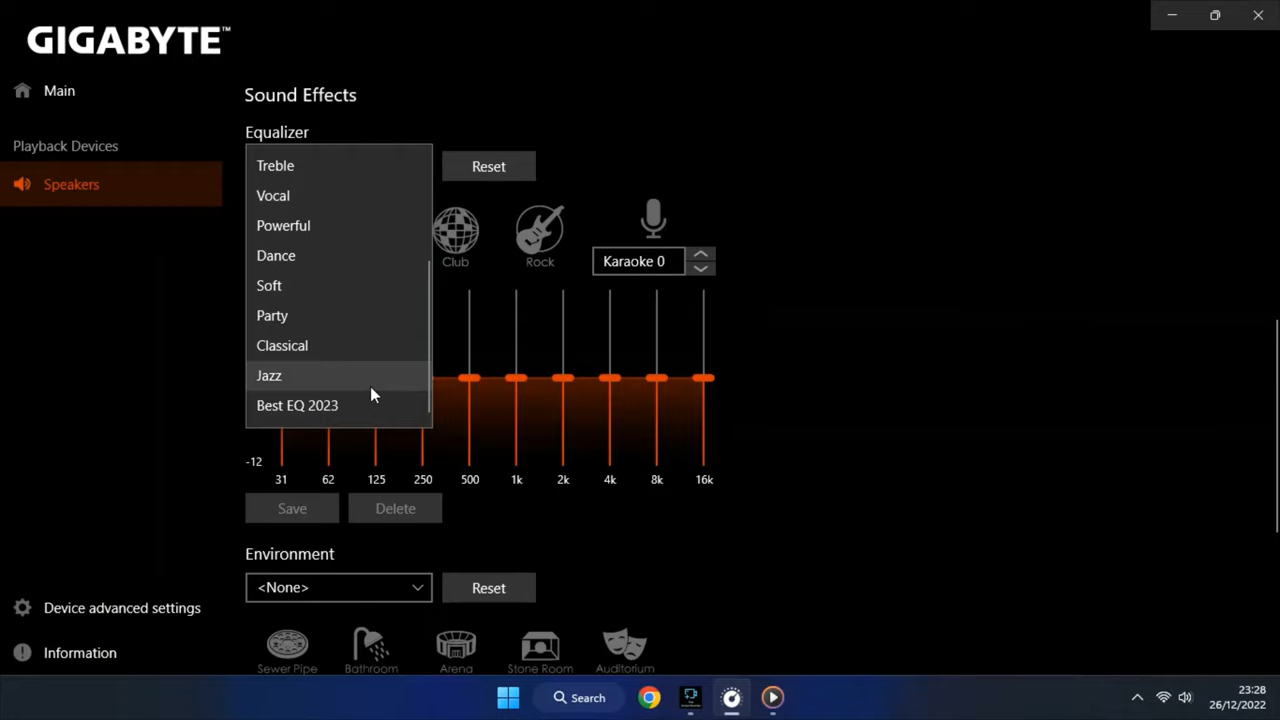 GIGABYTE™
Main
Playback Devices
Speakers
Device advanced settings
Information
Sound Effects
Equalizer
Treble
Vocal
Powerful
Dance
Soft
Party
Classical
Jazz
Best EQ 2023
Reset
Club
Rock
Karaoke 0
-12
31 62 125 250 500 1k 2k 4k 8k 16k
Save Delete
Environment
<None>
Reset
Sewer Pipe Bathroom Arena Stone Room Auditorium
Search
23:28
26/12/2022